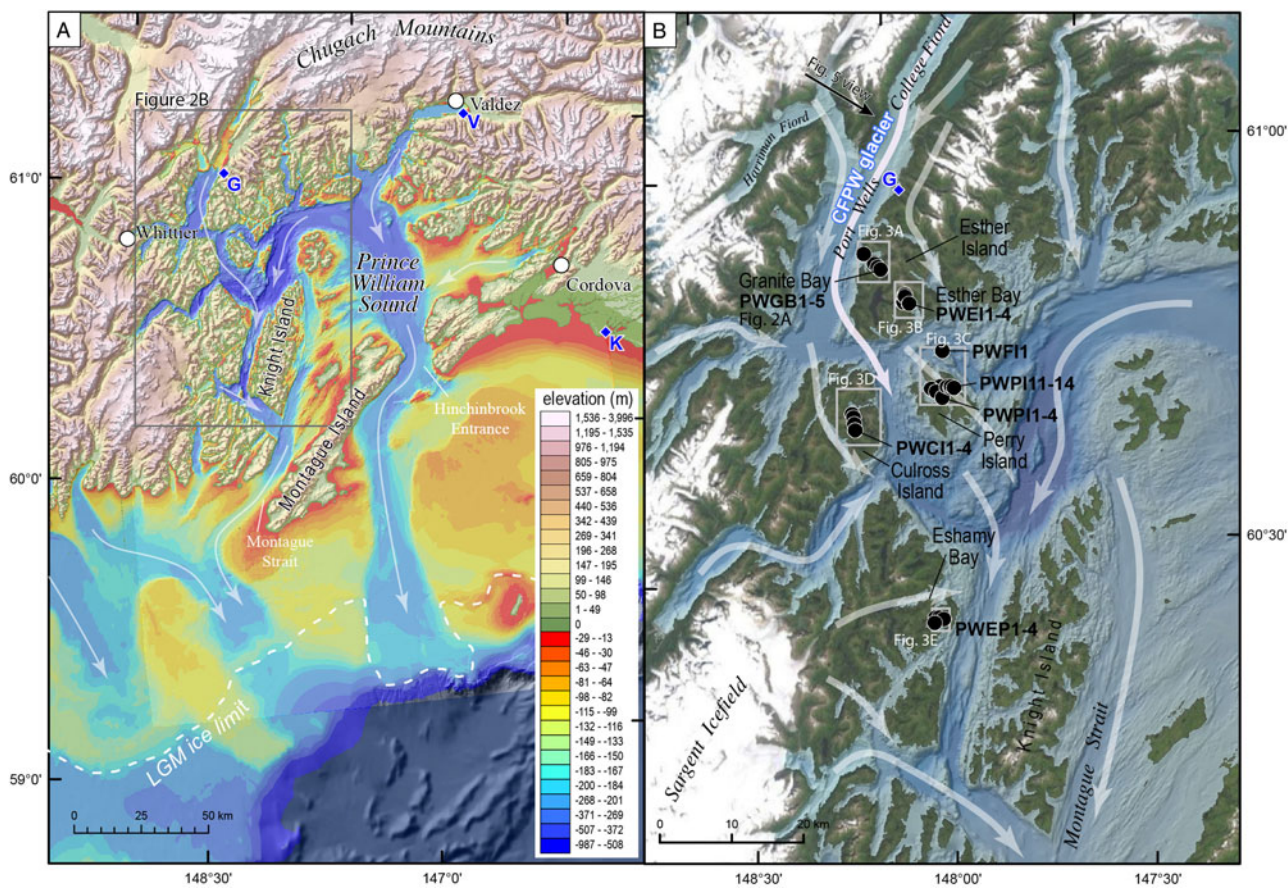 A
Chugach Mountains
Figure 2B
Valdez
V
61°0'
G
Whittier
Prince
William
Sound
Cordova
K
Knight Island
Hinchinbrook
Entrance
Montague Island
60°0'
Montague
Strait
LGM ice limit
59°0'
0 25 50 km
148°30'
147°0'
elevation (m)
1,536 - 3,996
1,195 - 1,535
976 - 1,194
805 - 975
659 - 804
537 - 658
440 - 536
342 - 439
269 - 341
196 - 268
147 - 195
99 - 146
50 - 98
1 - 49
0
-29 - -13
-46 - -30
-63 - -47
-81 - -64
-98 - -82
-115 - -99
-132 - -116
-149 - -133
-166 - -150
-183 - -167
-200 - -184
-268 - -201
-371 - -269
-507 - -372
-987 - -508
B
Fig. 5 view
College Fiord
Harriman Fiord
61°00'
CFPW glacier
G
Port Wells
Fig. 3A
Esther
Island
Granite Bay
PWGB1-5
Fig. 2A
Esther Bay
PWEI1-4
Fig. 3B
Fig. 3C
PWFI1
PWPI11-14
Fig. 3D
PWPI1-4
Perry
Island
PWCI1-4
Culross
Island
Eshamy
Bay
60°30'
PWEP1-4
Fig. 3E
Knight Island
Sargent Icefield
Montague Strait
0 10 20 km
148°30'
148°00'
147°30'